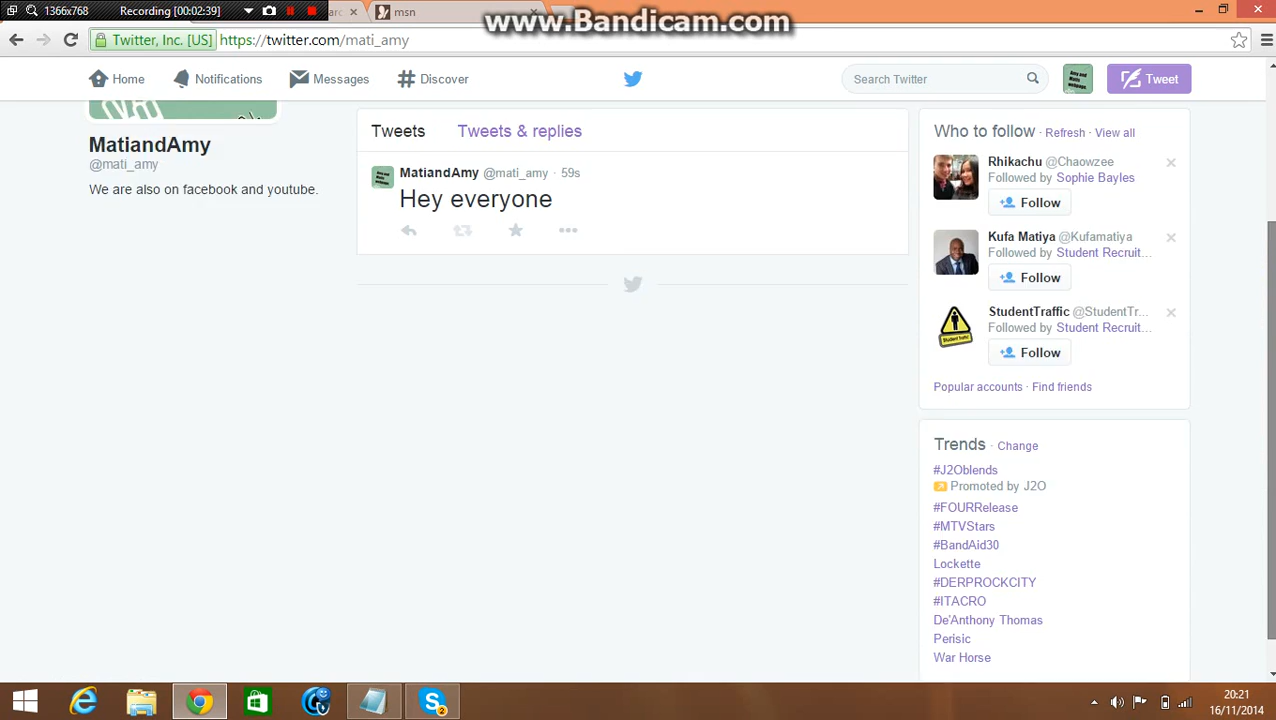 1366x768 Recording [00:02:39]
www.Bandicam.com
msn
Twitter, Inc. [US] https://twitter.com/mati_amy
Home Notifications Messages Discover Search Twitter Tweet
MatiandAmy
@mati_amy
We are also on facebook and youtube.
Tweets Tweets & replies
MatiandAmy @mati_amy · 59s
Hey everyone
Who to follow · Refresh · View all
Rhikachu @Chaowzee
Followed by Sophie Bayles
Follow
Kufa Matiya @Kufamatiya
Followed by Student Recruit...
Follow
StudentTraffic @StudentTr...
Followed by Student Recruit...
Follow
Popular accounts · Find friends
Trends · Change
#J2Oblends
Promoted by J2O
#FOURRelease
#MTVStars
#BandAid30
Lockette
#DERPROCKCITY
#ITACRO
De'Anthony Thomas
Perisic
War Horse
2
20:21
16/11/2014